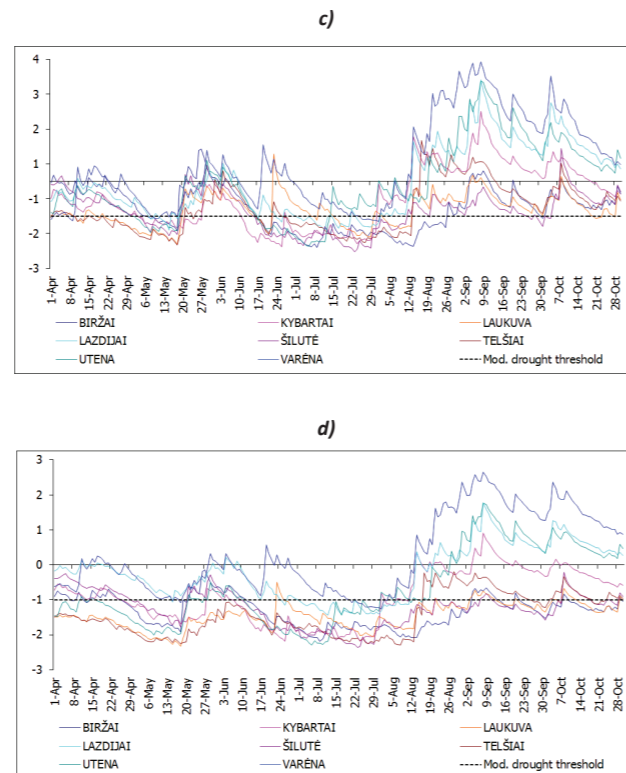 c)
4
3
2
1
0
-1
-2
-3
1-Apr 8-Apr 15-Apr 22-Apr 29-Apr 6-May 13-May 20-May 27-May 3-Jun 10-Jun 17-Jun 24-Jun 1-Jul 8-Jul 15-Jul 22-Jul 29-Jul 5-Aug 12-Aug 19-Aug 26-Aug 2-Sep 9-Sep 16-Sep 23-Sep 30-Sep 7-Oct 14-Oct 21-Oct 28-Oct
BIRŽAI KYBARTAI LAUKUVA
LAZDIJAI ŠILUTĖ TELŠIAI
UTENA VARĖNA Mod. drought threshold
d)
3
2
1
0
-1
-2
-3
1-Apr 8-Apr 15-Apr 22-Apr 29-Apr 6-May 13-May 20-May 27-May 3-Jun 10-Jun 17-Jun 24-Jun 1-Jul 8-Jul 15-Jul 22-Jul 29-Jul 5-Aug 12-Aug 19-Aug 26-Aug 2-Sep 9-Sep 16-Sep 23-Sep 30-Sep 7-Oct 14-Oct 21-Oct 28-Oct
BIRŽAI KYBARTAI LAUKUVA
LAZDIJAI ŠILUTĖ TELŠIAI
UTENA VARĖNA Mod. drought threshold